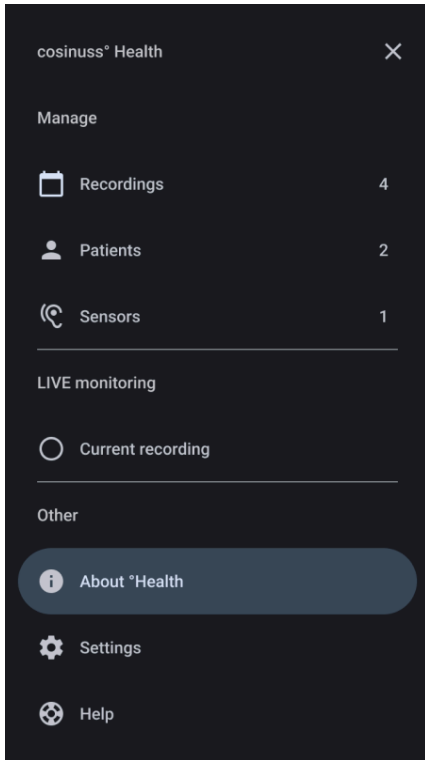 cosinuss° Health
Manage
Recordings 4
Patients 2
Sensors 1
LIVE monitoring
Current recording
Other
About °Health
Settings
Help